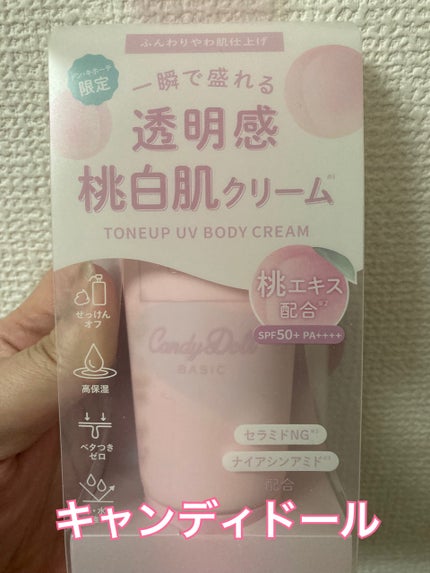 ふんわりやわ肌仕上げ
ドン・キホーテ
限定
一瞬で盛れる
透明感
桃白肌クリーム
TONEUP UV BODY CREAM
桃エキス
配合
SPF50+ PA++++
せっけん
オフ
高保湿
ベタつき
ゼロ
CandyDoll
BASIC
セラミドNG
ナイアシンアミド
配合
キャンディドール